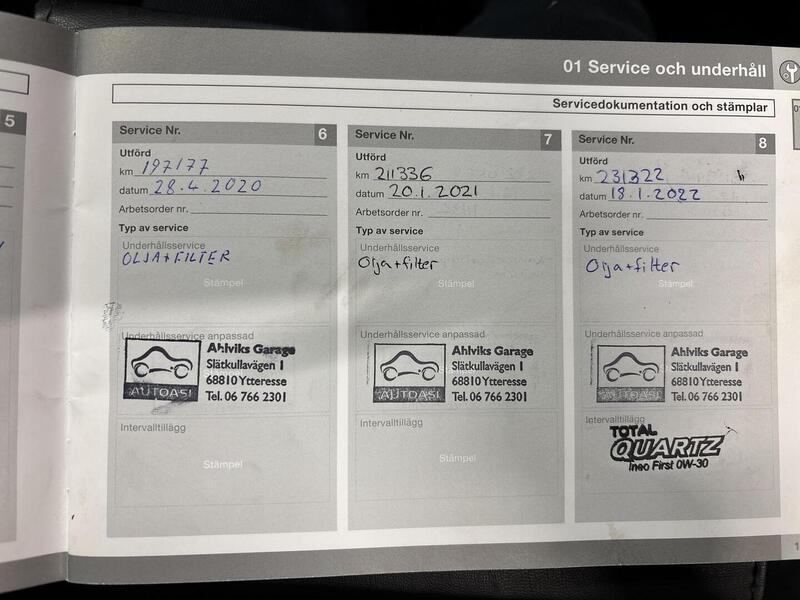 01 Service och underhåll
Servicedokumentation och stämplar
5
Service Nr. 6
Utförd
km 197177
datum 28.4.2020
Arbetsorder nr.
Typ av service
Underhållsservice
OLJA+FILTER
Stämpel
Underhållsservice anpassad
AUTOASI
Ahlviks Garage
Slätkullavägen 1
68810 Ytteresse
Tel. 06 766 2301
Intervalltillägg
Stämpel
Service Nr. 7
Utförd
km 211336
datum 20.1.2021
Arbetsorder nr.
Typ av service
Underhållsservice
Olja+filter
Stämpel
Underhållsservice anpassad
AUTOASI
Ahlviks Garage
Slätkullavägen 1
68810 Ytteresse
Tel. 06 766 2301
Intervalltillägg
Stämpel
Service Nr. 8
Utförd
km 231322
datum 18.1.2022
Arbetsorder nr.
Typ av service
Underhållsservice
Olja+filter
Stämpel
Underhållsservice anpassad
AUTOASI
Ahlviks Garage
Slätkullavägen 1
68810 Ytteresse
Tel. 06 766 2301
Intervalltillägg
TOTAL
QUARTZ
Ineo First 0W-30